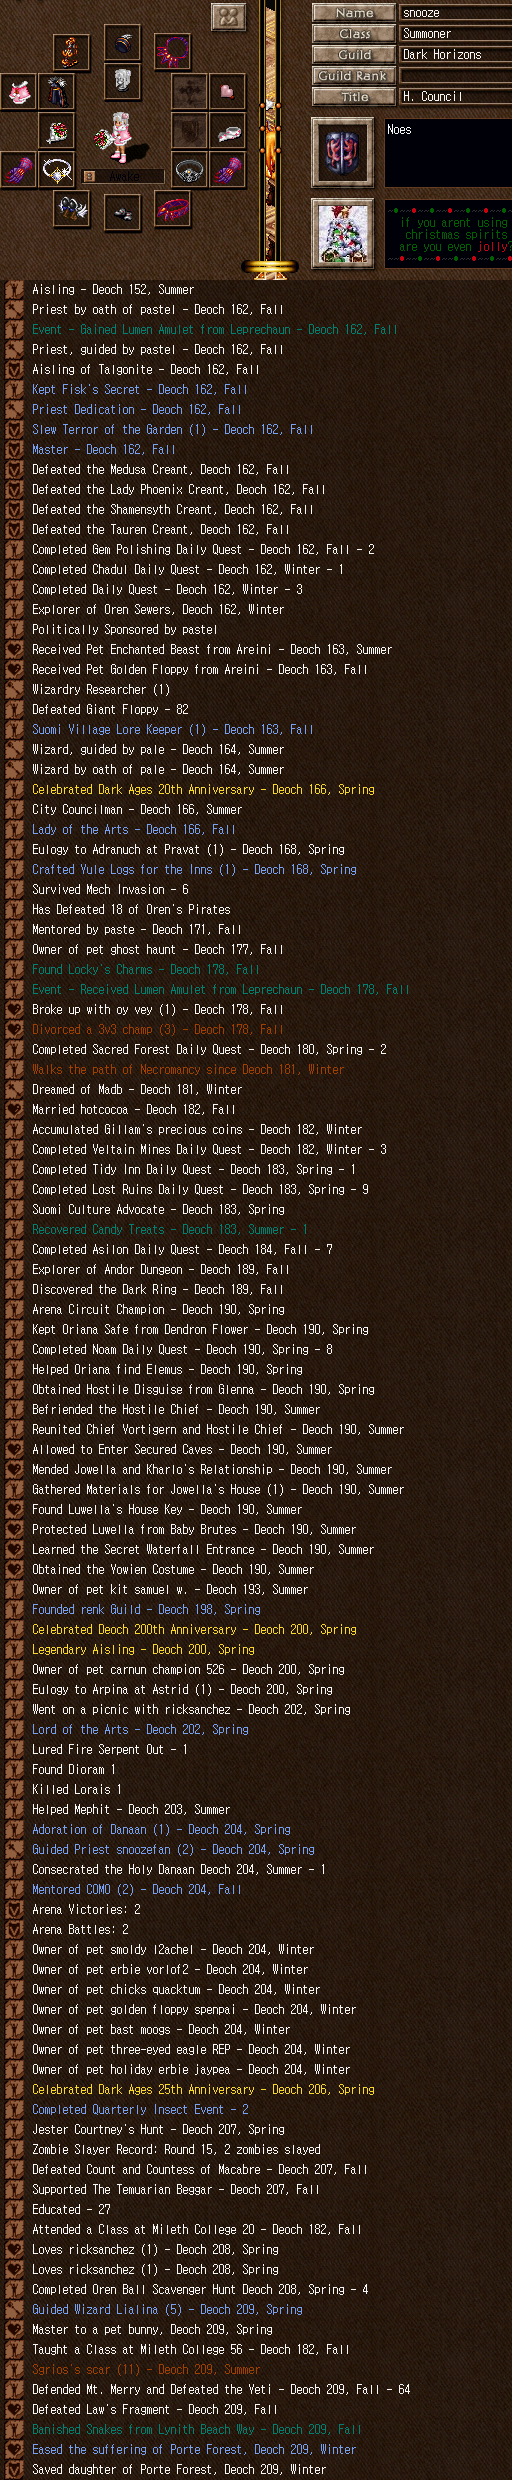 Name snooze
Class Summoner
Guild Dark Horizons
Guild Rank
Title H. Council
Noes
Awake
if you arent using
christmas spirits
are you even jolly?
Aisling - Deoch 152, Summer
Priest by oath of pastel - Deoch 162, Fall
Event - Gained Lumen Amulet from Leprechaun - Deoch 162, Fall
Priest, guided by pastel - Deoch 162, Fall
Aisling of Talgonite - Deoch 162, Fall
Kept Fisk's Secret - Deoch 162, Fall
Priest Dedication - Deoch 162, Fall
Slew Terror of the Garden (1) - Deoch 162, Fall
Master - Deoch 162, Fall
Defeated the Medusa Creant, Deoch 162, Fall
Defeated the Lady Phoenix Creant, Deoch 162, Fall
Defeated the Shamensyth Creant, Deoch 162, Fall
Defeated the Tauren Creant, Deoch 162, Fall
Completed Gem Polishing Daily Quest - Deoch 162, Fall - 2
Completed Chadul Daily Quest - Deoch 162, Winter - 1
Completed Daily Quest - Deoch 162, Winter - 3
Explorer of Oren Sewers, Deoch 162, Winter
Politically Sponsored by pastel
Received Pet Enchanted Beast from Areini - Deoch 163, Summer
Received Pet Golden Floppy from Areini - Deoch 163, Fall
Wizardry Researcher (1)
Defeated Giant Floppy - 82
Suomi Village Lore Keeper (1) - Deoch 163, Fall
Wizard, guided by pale - Deoch 164, Summer
Wizard by oath of pale - Deoch 164, Summer
Celebrated Dark Ages 20th Anniversary - Deoch 166, Spring
City Councilman - Deoch 166, Summer
Lady of the Arts - Deoch 166, Fall
Eulogy to Adranuch at Pravat (1) - Deoch 168, Spring
Crafted Yule Logs for the Inns (1) - Deoch 168, Spring
Survived Mech Invasion - 6
Has Defeated 18 of Oren's Pirates
Mentored by paste - Deoch 171, Fall
Owner of pet ghost haunt - Deoch 177, Fall
Found Locky's Charms - Deoch 178, Fall
Event - Received Lumen Amulet from Leprechaun - Deoch 178, Fall
Broke up with oy vey (1) - Deoch 178, Fall
Divorced a 3v3 champ (3) - Deoch 178, Fall
Completed Sacred Forest Daily Quest - Deoch 180, Spring - 2
Walks the path of Necromancy since Deoch 181, Winter
Dreamed of Madb - Deoch 181, Winter
Married hotcocoa - Deoch 182, Fall
Accumulated Gillam's precious coins - Deoch 182, Winter
Completed Veltain Mines Daily Quest - Deoch 182, Winter - 3
Completed Tidy Inn Daily Quest - Deoch 183, Spring - 1
Completed Lost Ruins Daily Quest - Deoch 183, Spring - 9
Suomi Culture Advocate - Deoch 183, Spring
Recovered Candy Treats - Deoch 183, Summer - 1
Completed Asilon Daily Quest - Deoch 184, Fall - 7
Explorer of Andor Dungeon - Deoch 189, Fall
Discovered the Dark Ring - Deoch 189, Fall
Arena Circuit Champion - Deoch 190, Spring
Kept Oriana Safe from Dendron Flower - Deoch 190, Spring
Completed Noam Daily Quest - Deoch 190, Spring - 8
Helped Oriana find Elemus - Deoch 190, Spring
Obtained Hostile Disguise from Glenna - Deoch 190, Spring
Befriended the Hostile Chief - Deoch 190, Summer
Reunited Chief Vortigern and Hostile Chief - Deoch 190, Summer
Allowed to Enter Secured Caves - Deoch 190, Summer
Mended Jowella and Kharlo's Relationship - Deoch 190, Summer
Gathered Materials for Jowella's House (1) - Deoch 190, Summer
Found Luwella's House Key - Deoch 190, Summer
Protected Luwella from Baby Brutes - Deoch 190, Summer
Learned the Secret Waterfall Entrance - Deoch 190, Summer
Obtained the Yowien Costume - Deoch 190, Summer
Owner of pet kit samuel w. - Deoch 193, Summer
Founded renk Guild - Deoch 198, Spring
Celebrated Deoch 200th Anniversary - Deoch 200, Spring
Legendary Aisling - Deoch 200, Spring
Owner of pet carnun champion 526 - Deoch 200, Spring
Eulogy to Arpina at Astrid (1) - Deoch 200, Spring
Went on a picnic with ricksanchez - Deoch 202, Spring
Lord of the Arts - Deoch 202, Spring
Lured Fire Serpent Out - 1
Found Dioram 1
Killed Lorais 1
Helped Mephit - Deoch 203, Summer
Adoration of Danaan (1) - Deoch 204, Spring
Guided Priest snoozefan (2) - Deoch 204, Spring
Consecrated the Holy Danaan Deoch 204, Summer - 1
Mentored COMO (2) - Deoch 204, Fall
Arena Victories: 2
Arena Battles: 2
Owner of pet smoldy l2achel - Deoch 204, Winter
Owner of pet erbie vorlof2 - Deoch 204, Winter
Owner of pet chicks quacktum - Deoch 204, Winter
Owner of pet golden floppy spenpai - Deoch 204, Winter
Owner of pet bast moogs - Deoch 204, Winter
Owner of pet three-eyed eagle REP - Deoch 204, Winter
Owner of pet holiday erbie jaypea - Deoch 204, Winter
Celebrated Dark Ages 25th Anniversary - Deoch 206, Spring
Completed Quarterly Insect Event - 2
Jester Courtney's Hunt - Deoch 207, Spring
Zombie Slayer Record: Round 15, 2 zombies slayed
Defeated Count and Countess of Macabre - Deoch 207, Fall
Supported The Temuarian Beggar - Deoch 207, Fall
Educated - 27
Attended a Class at Mileth College 20 - Deoch 182, Fall
Loves ricksanchez (1) - Deoch 208, Spring
Loves ricksanchez (1) - Deoch 208, Spring
Completed Oren Ball Scavenger Hunt Deoch 208, Spring - 4
Guided Wizard Lialina (5) - Deoch 209, Spring
Master to a pet bunny, Deoch 209, Spring
Taught a Class at Mileth College 56 - Deoch 182, Fall
Sgrios's scar (11) - Deoch 209, Summer
Defended Mt. Merry and Defeated the Yeti - Deoch 209, Fall - 64
Defeated Law's Fragment - Deoch 209, Fall
Banished Snakes from Lynith Beach Way - Deoch 209, Fall
Eased the suffering of Porte Forest, Deoch 209, Winter
Saved daughter of Porte Forest, Deoch 209, Winter